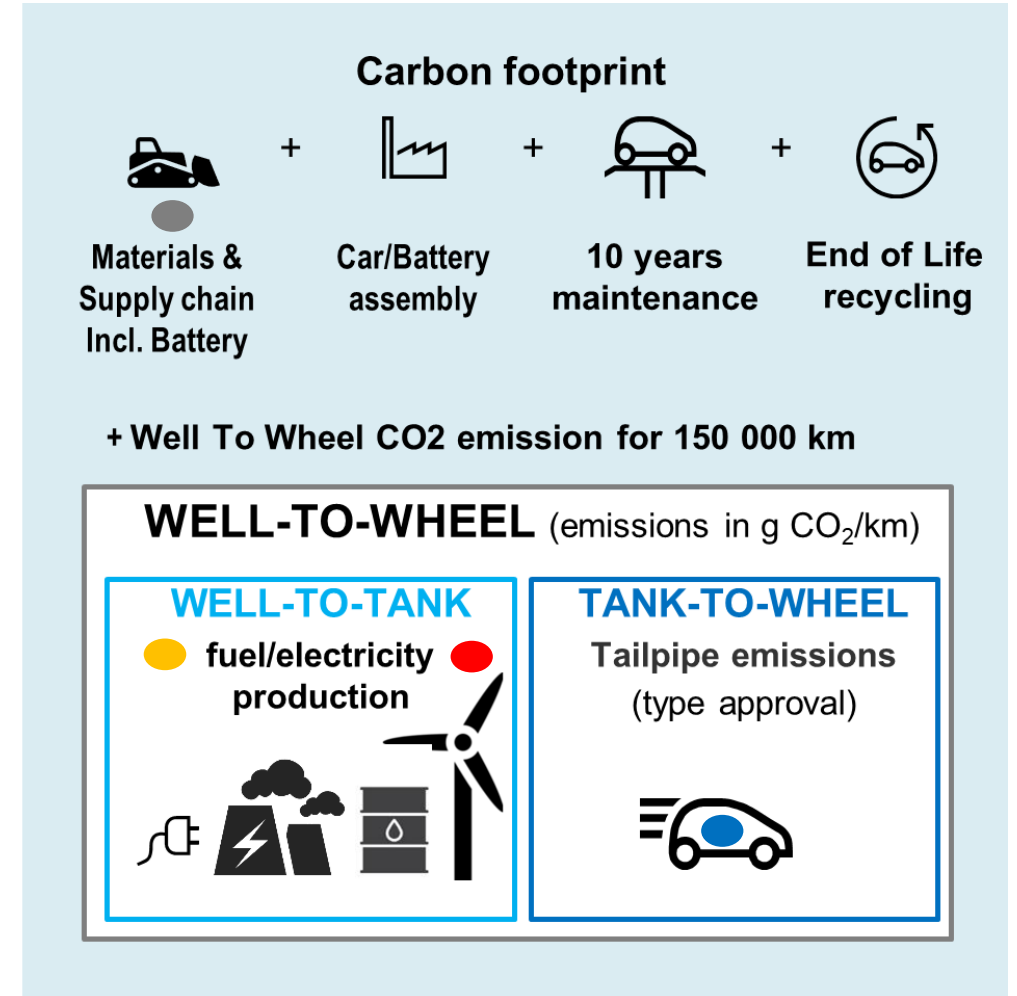 Carbon footprint
+ + +
Materials &
Supply chain
Incl. Battery
Car/Battery
assembly
10 years
maintenance
End of Life
recycling
+ Well To Wheel CO2 emission for 150 000 km
WELL-TO-WHEEL (emissions in g CO₂/km)
WELL-TO-TANK
fuel/electricity
production
TANK-TO-WHEEL
Tailpipe emissions
(type approval)